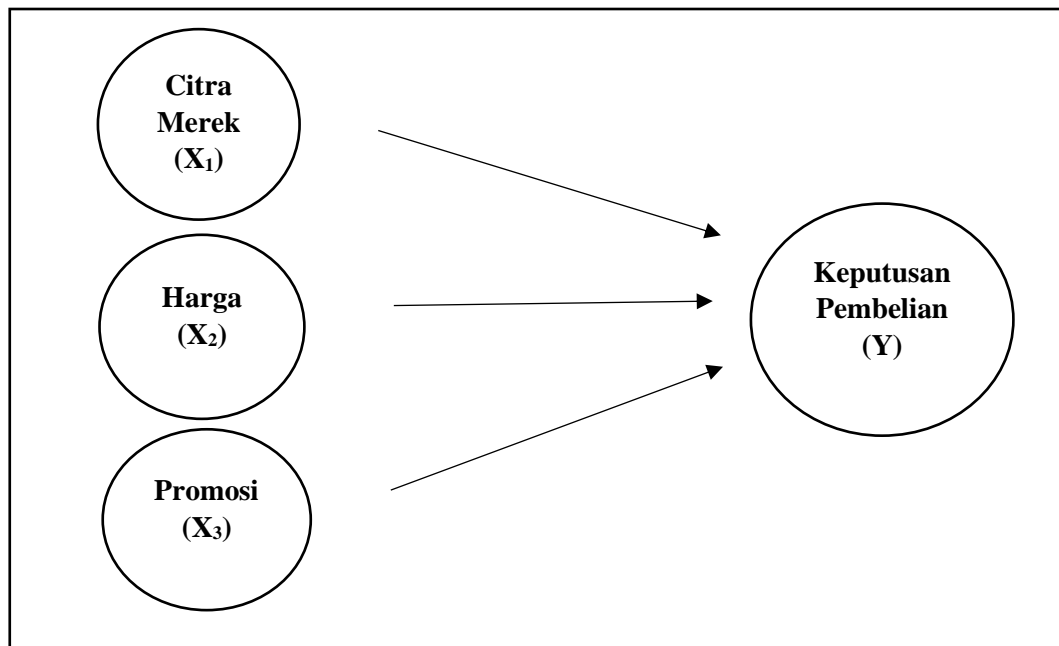 Citra
Merek
(X₁)
Harga
(X₂)
Promosi
(X₃)
Keputusan
Pembelian
(Y)